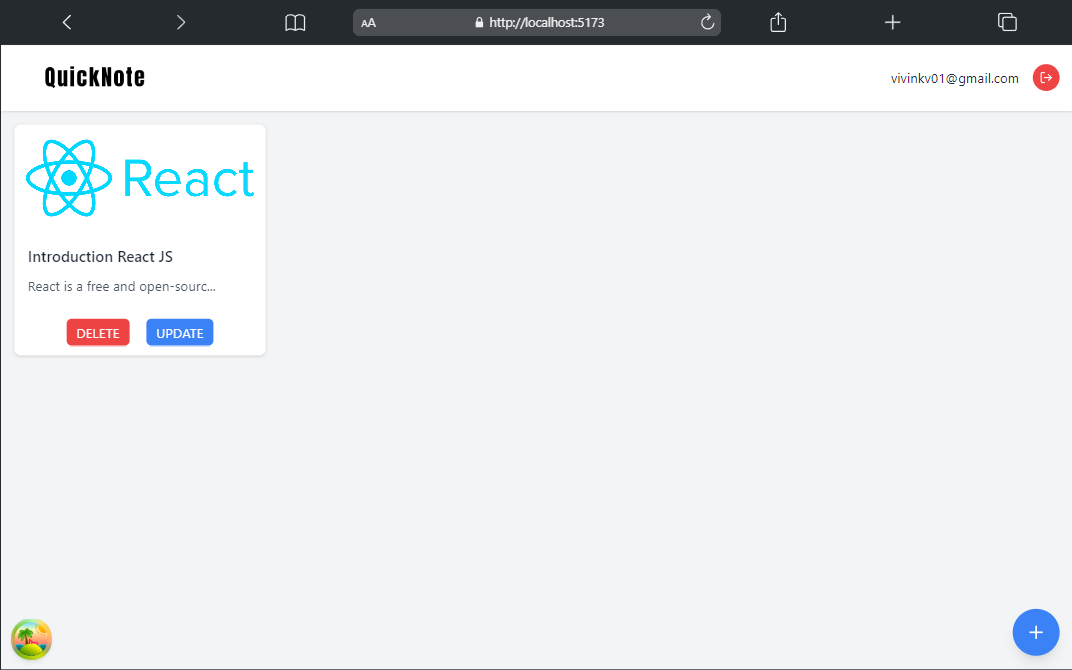 AA http://localhost:5173
QuickNote
vivinkv01@gmail.com
React
Introduction React JS
React is a free and open-sourc...
DELETE UPDATE